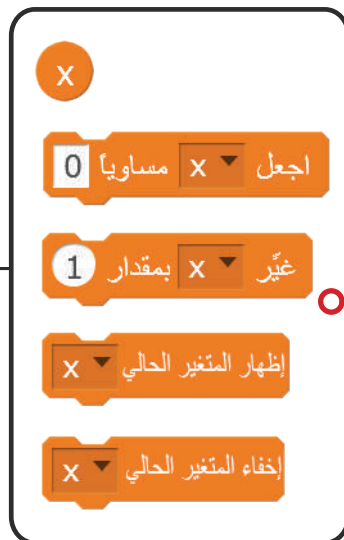 x
اجعل x مساوياً 0
غيّر x بمقدار 1
إظهار المتغير الحالي x
إخفاء المتغير الحالي x